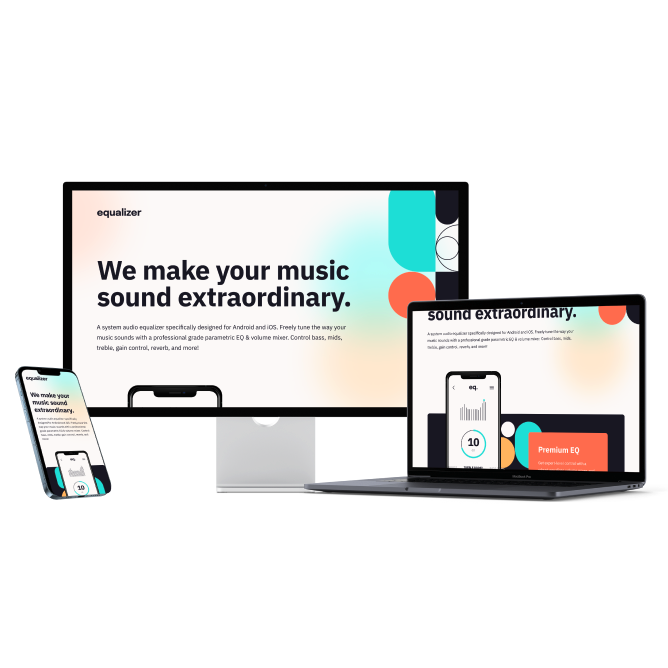 equalizer
We make your music
sound extraordinary.
A system audio equalizer specifically designed for Android and iOS. Freely tune the way your
music sounds with a professional grade parametric EQ & volume mixer. Control bass, mids,
treble, gain control, reverb, and more!
equalizer
We make your
music sound
extraordinary.
eq.
10
sound extraordinary.
A system audio equalizer specifically designed for Android and iOS. Freely tune the way your
music sounds with a professional grade parametric EQ & volume mixer. Control bass, mids,
treble, gain control, reverb, and more!
eq.
10
Premium EQ
MacBook Pro